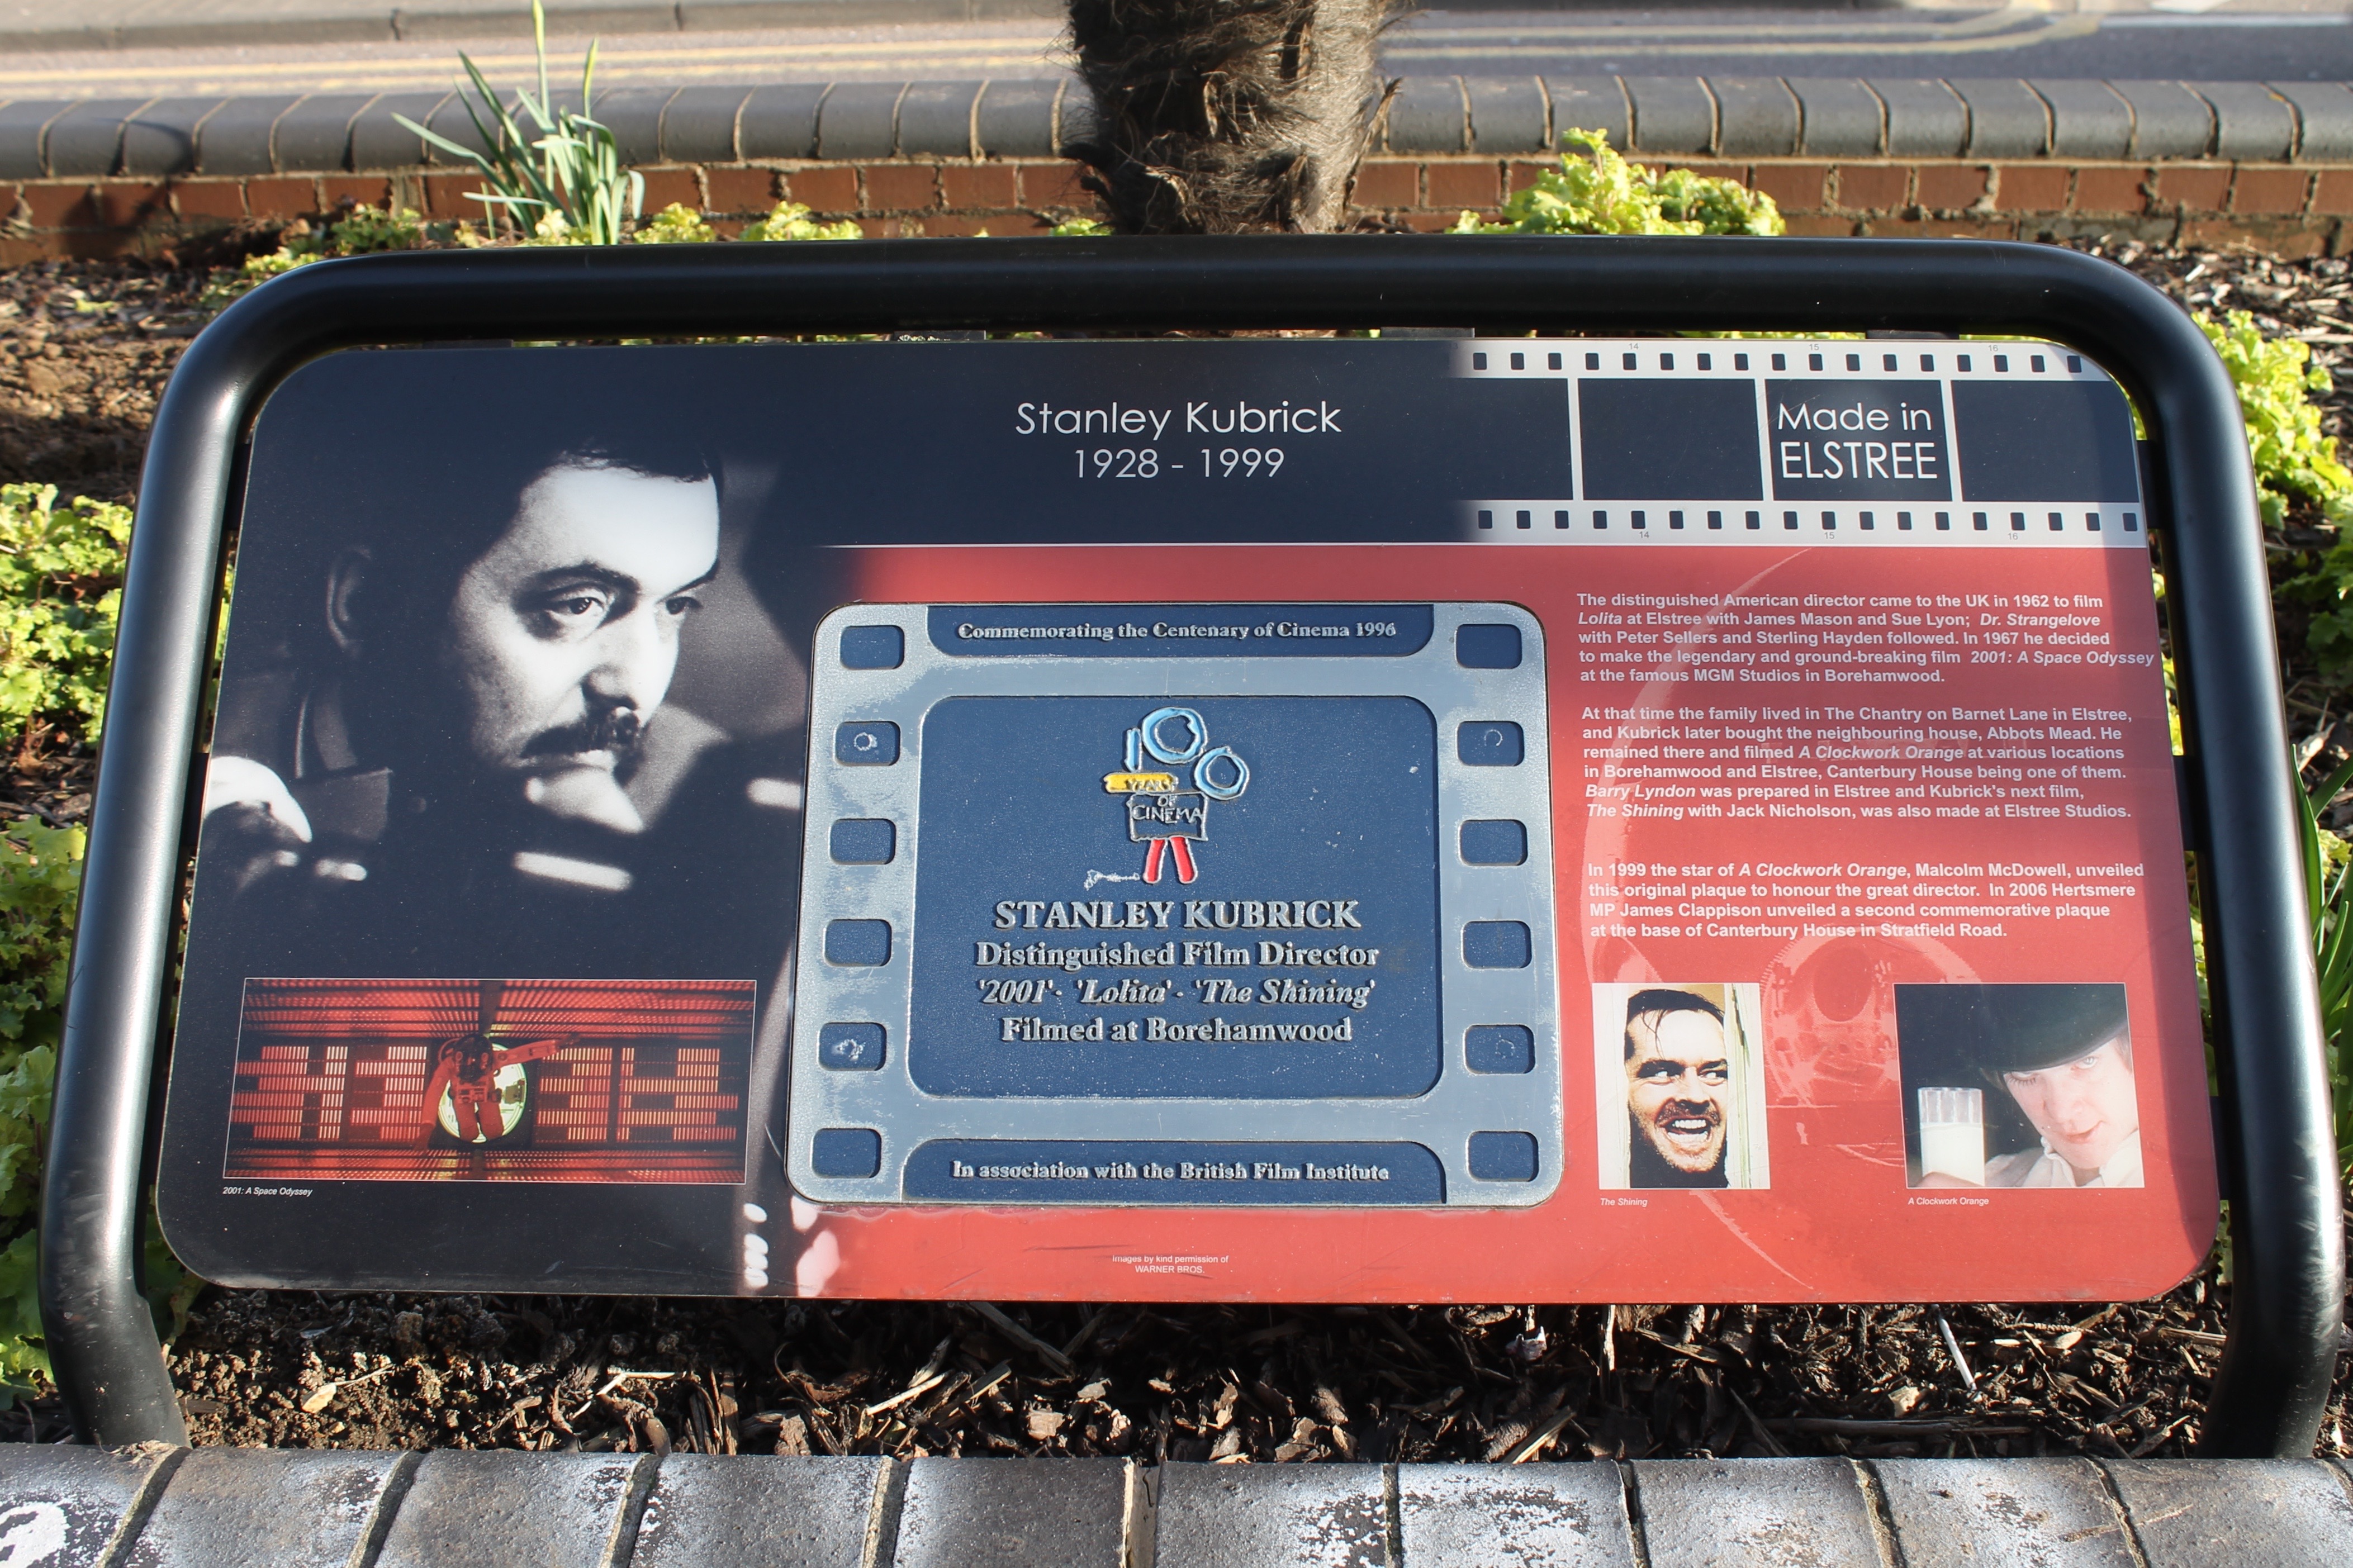 Stanley Kubrick
1928 - 1999
14
15
16
Made in
ELSTREE
14
15
16
The distinguished American director came to the UK in 1962 to film
Lolita at Elstree with James Mason and Sue Lyon;  Dr. Strangelove
with Peter Sellers and Sterling Hayden followed. In 1967 he decided
to make the legendary and ground-breaking film  2001: A Space Odyssey
at the famous MGM Studios in Borehamwood.
At that time the family lived in The Chantry on Barnet Lane in Elstree,
and Kubrick later bought the neighbouring house, Abbots Mead. He
remained there and filmed A Clockwork Orange at various locations
in Borehamwood and Elstree, Canterbury House being one of them.
Barry Lyndon was prepared in Elstree and Kubrick's next film,
The Shining with Jack Nicholson, was also made at Elstree Studios.
In 1999 the star of A Clockwork Orange, Malcolm McDowell, unveiled
this original plaque to honour the great director.  In 2006 Hertsmere
MP James Clappison unveiled a second commemorative plaque
at the base of Canterbury House in Stratfield Road.
Commemorating the Centenary of Cinema 1996
YEARS
OF
CINEMA
STANLEY KUBRICK
Distinguished Film Director
'2001'- 'Lolita' - 'The Shining'
Filmed at Borehamwood
In association with the British Film Institute
2001: A Space Odyssey
The Shining
A Clockwork Orange
Images by kind permission of
WARNER BROS.